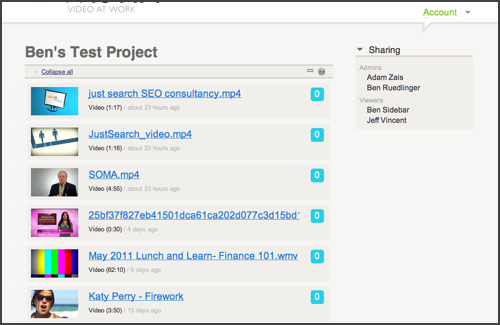 VIDEO AT WORK
Account
Ben's Test Project
Collapse all
just search SEO consultancy.mp4
0
Video (1:17) / about 23 hours ago
JustSearch_video.mp4
0
Video (1:16) / about 23 hours ago
SOMA.mp4
0
Video (4:55) / about 23 hours ago
25bf37f827eb41501dca61ca202d077c3d15bd1
0
Video (0:30) / 4 days ago
May 2011 Lunch and Learn- Finance 101.wmv
0
Video (62:10) / 6 days ago
Katy Perry - Firework
0
Video (3:50) / 13 days ago
Sharing
Admins
Adam Zais
Ben Ruedlinger
Viewers
Ben Sidebar
Jeff Vincent